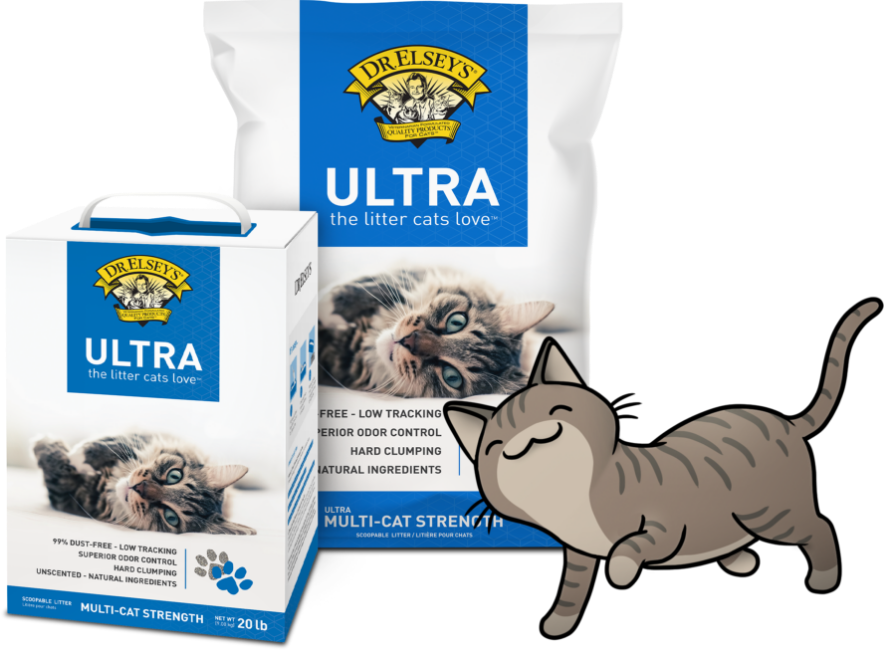 DR. ELSEY'S
QUALITY PRODUCTS
FOR CATS
ULTRA
the litter cats love™
-FREE - LOW TRACKING
PERIOR ODOR CONTROL
HARD CLUMPING
NATURAL INGREDIENTS
ULTRA
MULTI-CAT STRENGTH
SCOOPABLE LITTER / LITIÈRE POUR CHATS
DR. ELSEY'S
ULTRA
the litter cats love™
99% DUST-FREE - LOW TRACKING
SUPERIOR ODOR CONTROL
HARD CLUMPING
UNSCENTED - NATURAL INGREDIENTS
SCOOPABLE LITTER
MULTI-CAT STRENGTH
NET WT 20 lb
DR. ELSEY'S